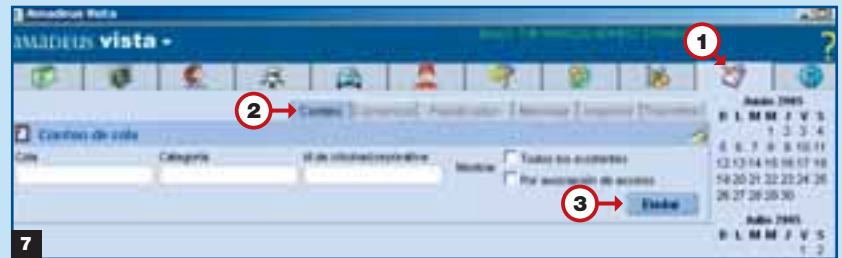 Amadeus Vista
AMADEUS vista
?
1
2
Conteo
Imprimir
Conteo de cola
Cola
Categoría
Id de oficina/corporativa
Mostrar
Todos los existentes
Por asociación de acceso
3
Enviar
Junio 2005
D L M M J V S
1 2 3 4
5 6 7 8 9 10 11
12 13 14 15 16 17 18
19 20 21 22 23 24 25
26 27 28 29 30
Julio 2005
D L M M J V S
1 2
7